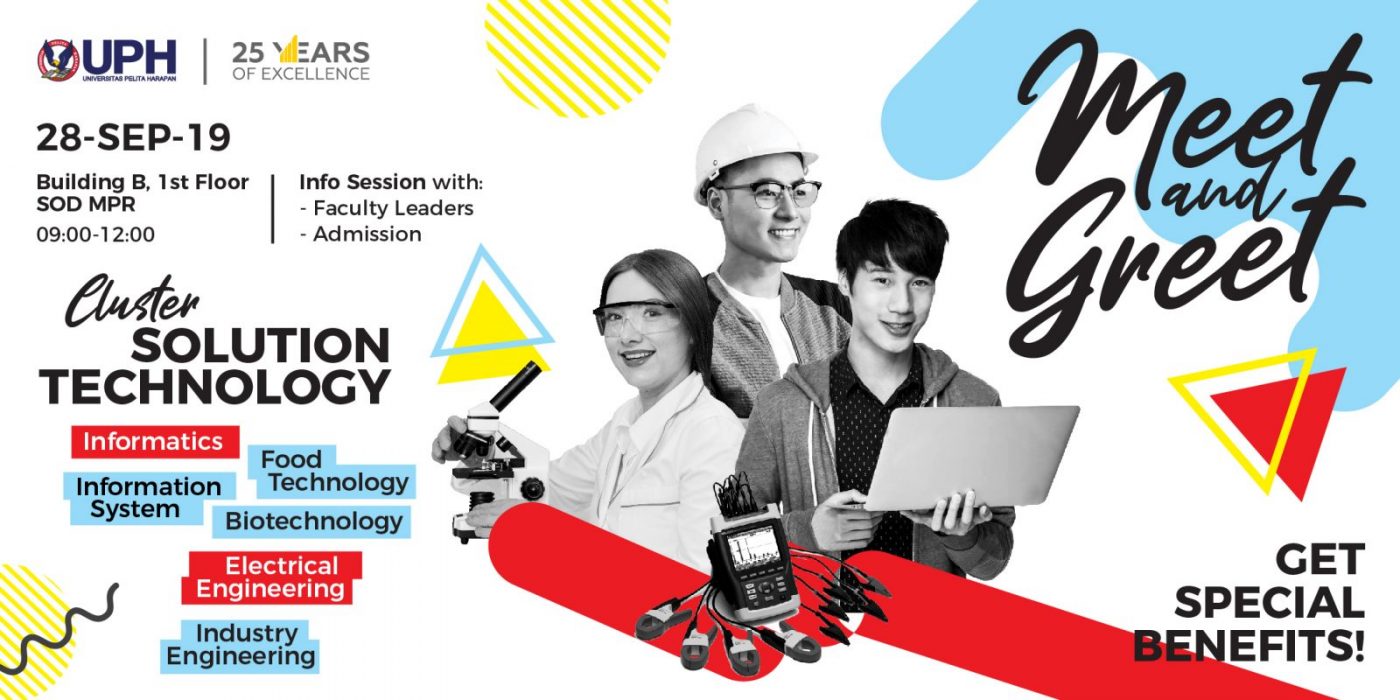 UPH
UNIVERSITAS PELITA HARAPAN
25 YEARS
OF EXCELLENCE
28-SEP-19
Building B, 1st Floor
SOD MPR
09:00-12:00
Info Session with:
- Faculty Leaders
- Admission
Cluster
SOLUTION
TECHNOLOGY
Informatics
Food
Technology
Information
System
Biotechnology
Electrical
Engineering
Industry
Engineering
Meet
and
Greet
GET
SPECIAL
BENEFITS!